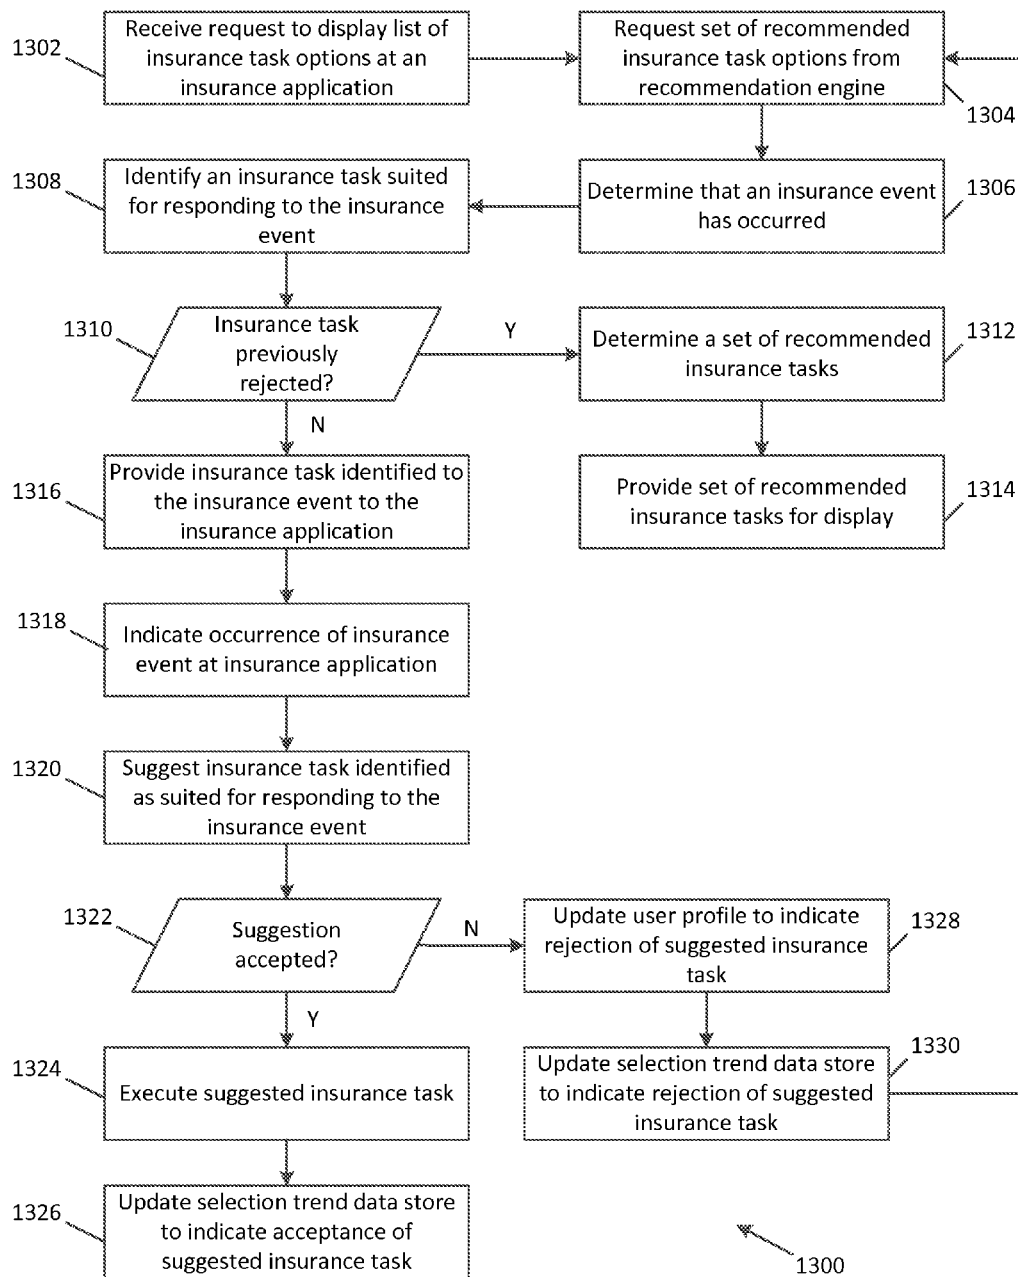 1302
Receive request to display list of
insurance task options at an
insurance application
Request set of recommended
insurance task options from
recommendation engine
1304
1308
Identify an insurance task suited
for responding to the insurance
event
Determine that an insurance event
has occurred
1306
1310
Insurance task
previously
rejected?
Y
Determine a set of recommended
insurance tasks
1312
N
1316
Provide insurance task identified to
the insurance event to the
insurance application
Provide set of recommended
insurance tasks for display
1314
1318
Indicate occurrence of insurance
event at insurance application
1320
Suggest insurance task identified
as suited for responding to the
insurance event
1322
Suggestion
accepted?
N
Update user profile to indicate
rejection of suggested insurance
task
1328
Y
1324
Execute suggested insurance task
Update selection trend data store
to indicate rejection of suggested
insurance task
1330
1326
Update selection trend data store
to indicate acceptance of
suggested insurance task
1300